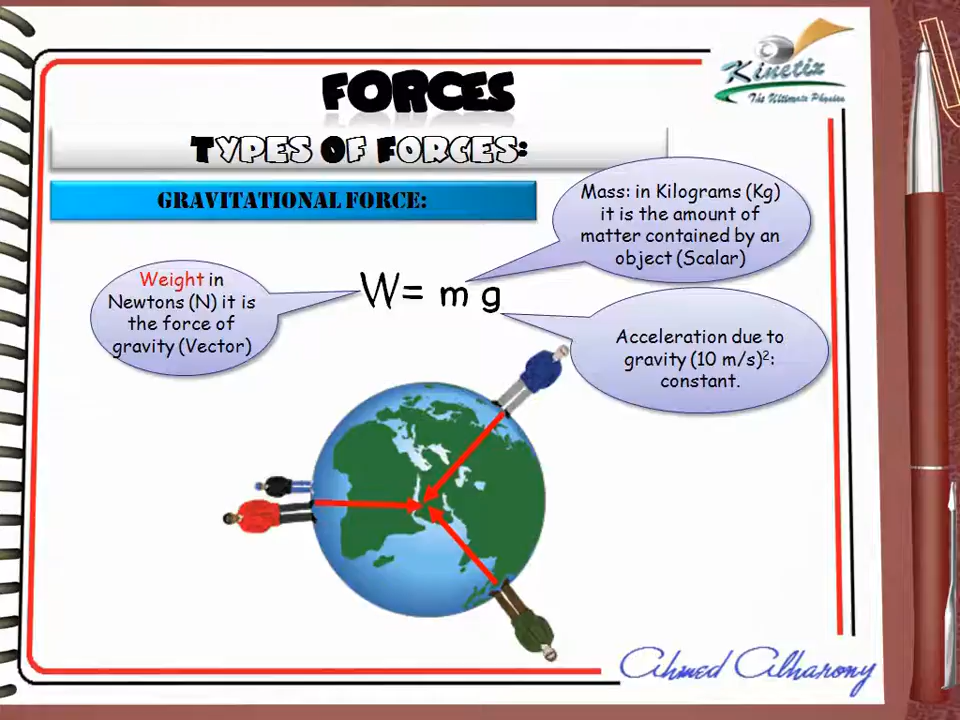 Kinetix
The Ultimate Physics
FORCES
TYPES OF FORCES:
GRAVITATIONAL FORCE:
Mass: in Kilograms (Kg)
it is the amount of
matter contained by an
object (Scalar)
Weight in
Newtons (N) it is
the force of
gravity (Vector)
W= m g
Acceleration due to
gravity (10 m/s)²:
constant.
Ahmed Alharony